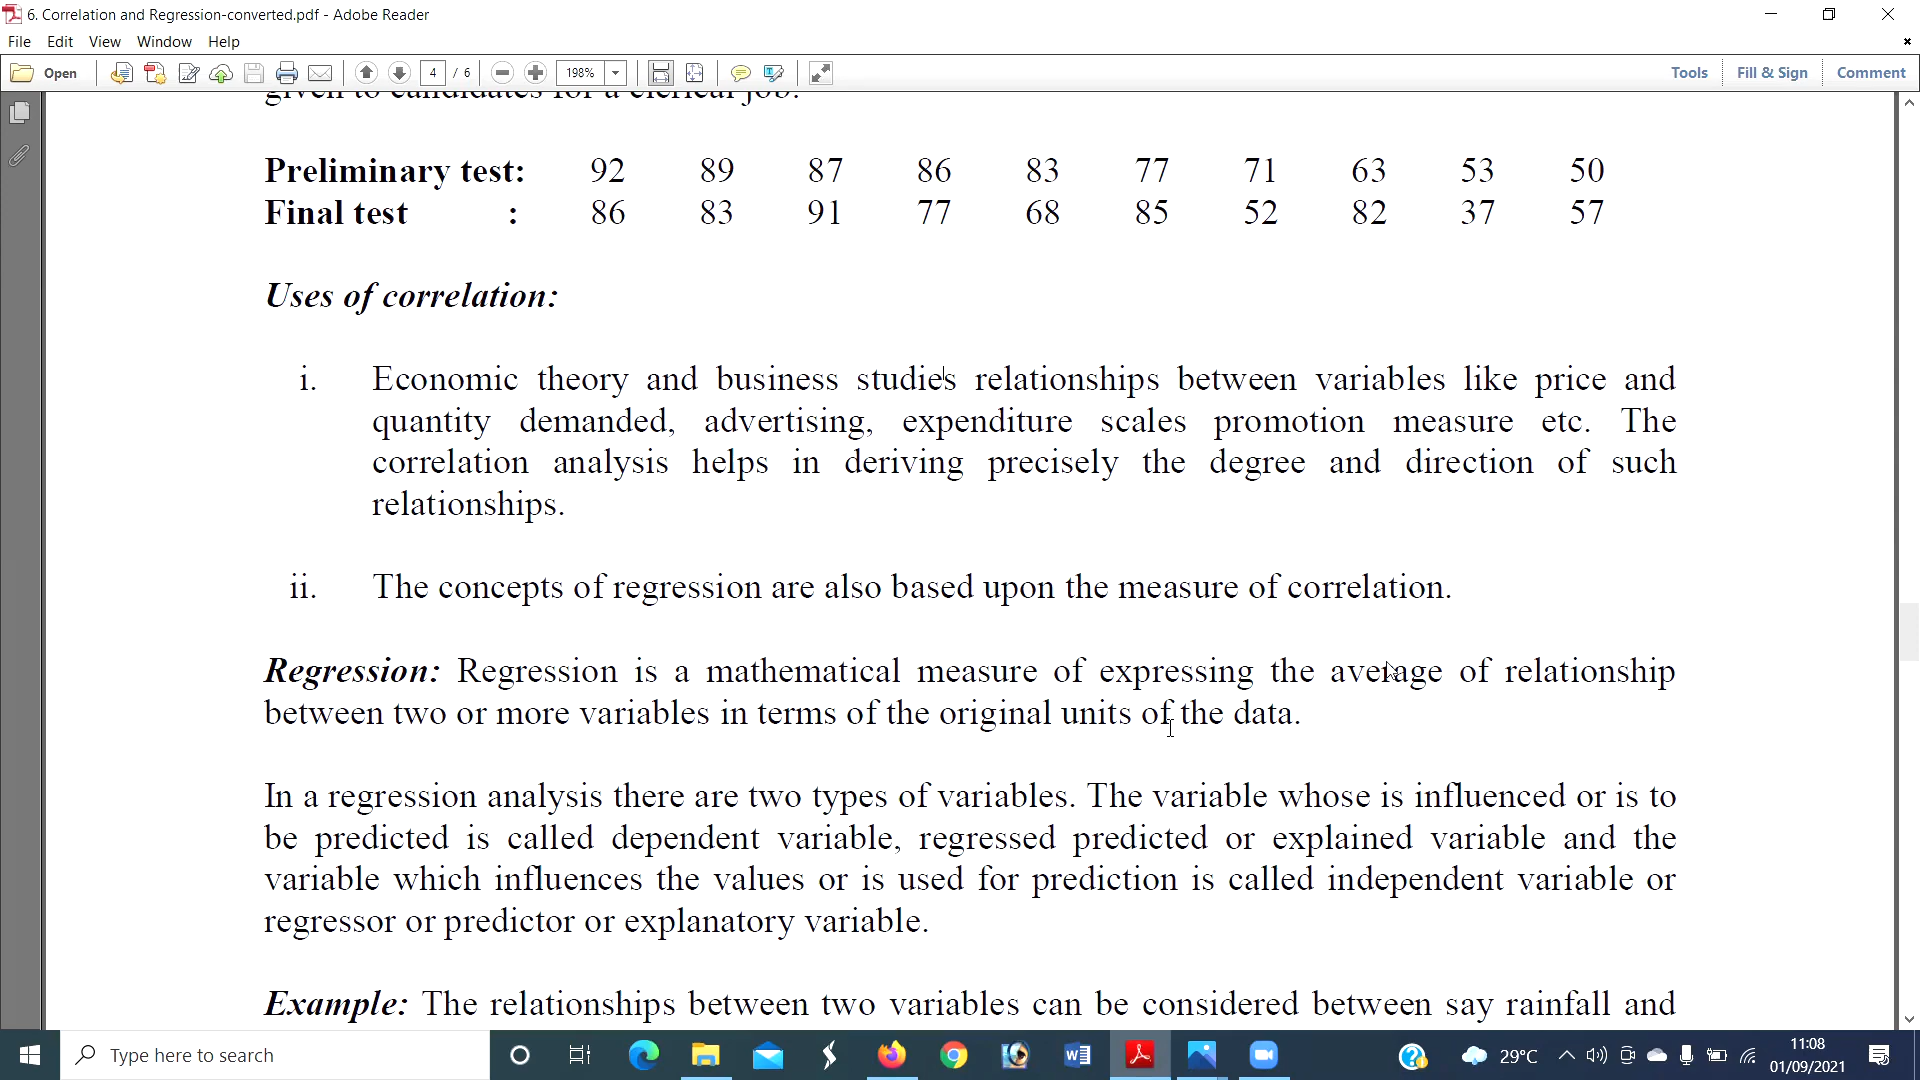 6. Correlation and Regression-converted.pdf - Adobe Reader
File Edit View Window Help
Open 4 / 6 198% Tools Fill & Sign Comment
given to candidates for a clerical job.
Preliminary test: 92 89 87 86 83 77 71 63 53 50
Final test : 86 83 91 77 68 85 52 82 37 57
Uses of correlation:
i. Economic theory and business studies relationships between variables like price and
quantity demanded, advertising, expenditure scales promotion measure etc. The
correlation analysis helps in deriving precisely the degree and direction of such
relationships.
ii. The concepts of regression are also based upon the measure of correlation.
Regression: Regression is a mathematical measure of expressing the average of relationship
between two or more variables in terms of the original units of the data.
In a regression analysis there are two types of variables. The variable whose is influenced or is to
be predicted is called dependent variable, regressed predicted or explained variable and the
variable which influences the values or is used for prediction is called independent variable or
regressor or predictor or explanatory variable.
Example: The relationships between two variables can be considered between say rainfall and
Type here to search 29°C 11:08
01/09/2021